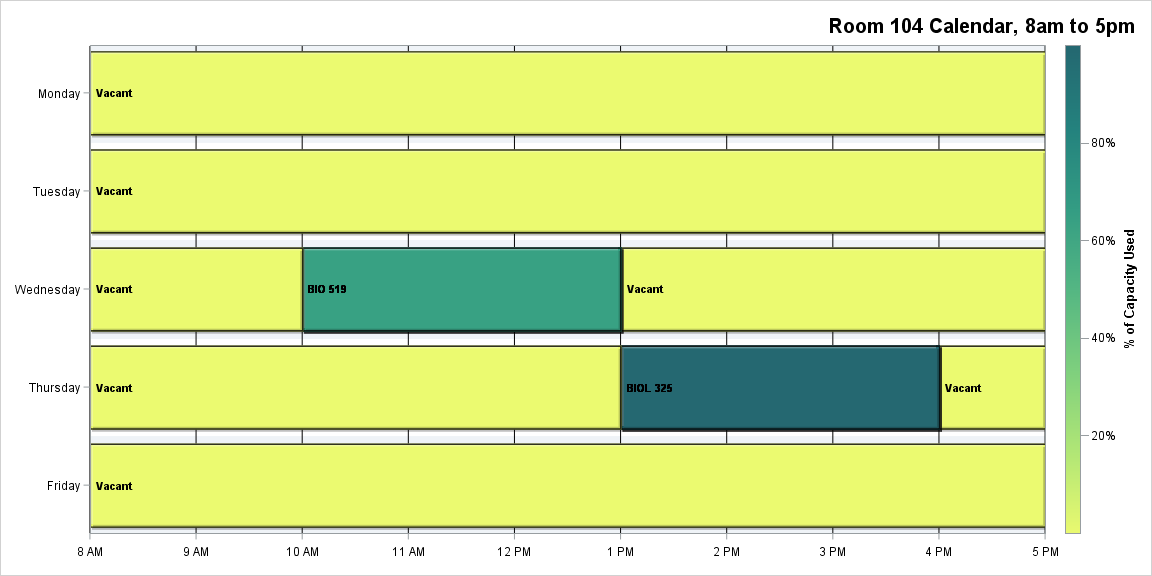 Room 104 Calendar, 8am to 5pm
Monday
Vacant
Tuesday
Vacant
Wednesday
Vacant
BIO 519
Vacant
Thursday
Vacant
BIOL 325
Vacant
Friday
Vacant
8 AM
9 AM
10 AM
11 AM
12 PM
1 PM
2 PM
3 PM
4 PM
5 PM
80%
60%
40%
20%
% of Capacity Used